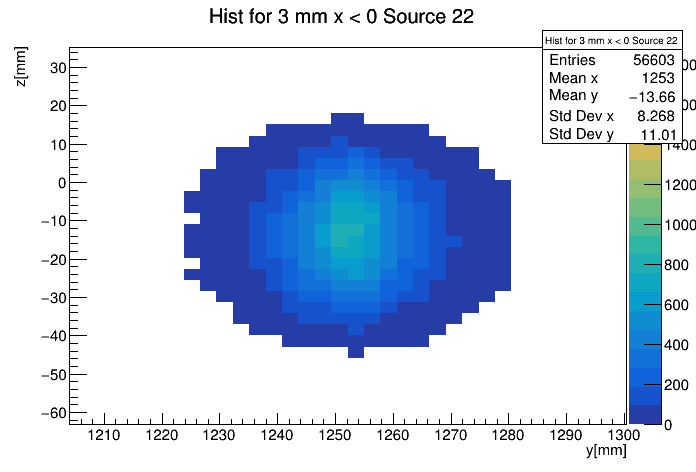 Hist for 3 mm x < 0 Source 22
Hist for 3 mm x < 0 Source 22
Entries 56603
Mean x 1253
Mean y −13.66
Std Dev x 8.268
Std Dev y 11.01
z[mm]
30
20
10
0
−10
−20
−30
−40
−50
−60
1210 1220 1230 1240 1250 1260 1270 1280 1290 1300
y[mm]
1400
1200
1000
800
600
400
200
0